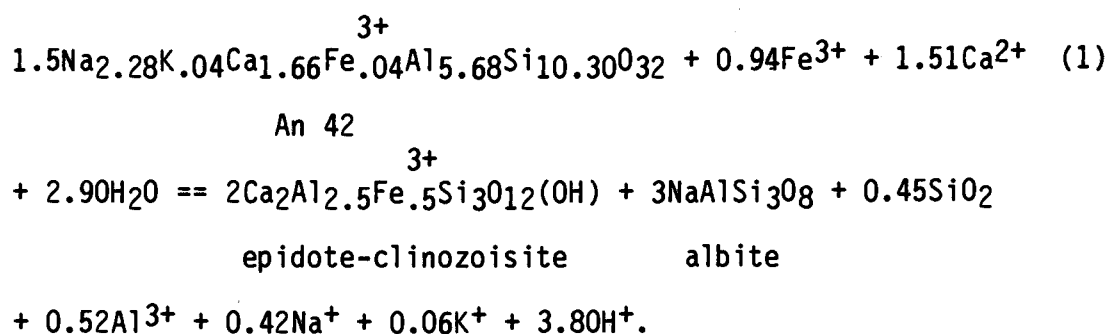 3+
1.5Na2.28K.04Ca1.66Fe.04Al5.68Si10.30O32 + 0.94Fe3+ + 1.51Ca2+ (1)
An 42
3+
+ 2.90H2O == 2Ca2Al2.5Fe.5Si3O12(OH) + 3NaAlSi3O8 + 0.45SiO2
epidote-clinozoisite albite
+ 0.52Al3+ + 0.42Na+ + 0.06K+ + 3.80H+.